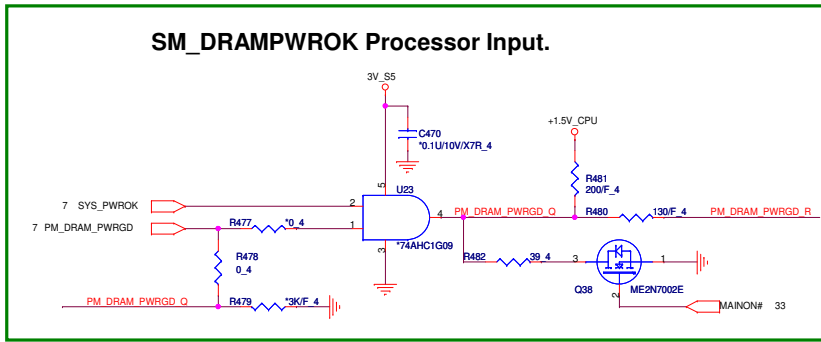 SM_DRAMPWROK Processor Input.
3V_S5
C470
*0.1U/10V/X7R_4
+1.5V_CPU
R481
200/F_4
5
U23
7 SYS_PWROK
2
4
PM_DRAM_PWRGD_Q
R480
130/F_4
PM_DRAM_PWRGD_R
7 PM_DRAM_PWRGD
R477
*0_4
1
*74AHC1G09
3
R478
0_4
R482
39_4
3
1
Q38
ME2N7002E
2
PM_DRAM_PWRGD_Q
R479
*3K/F_4
MAINON# 33